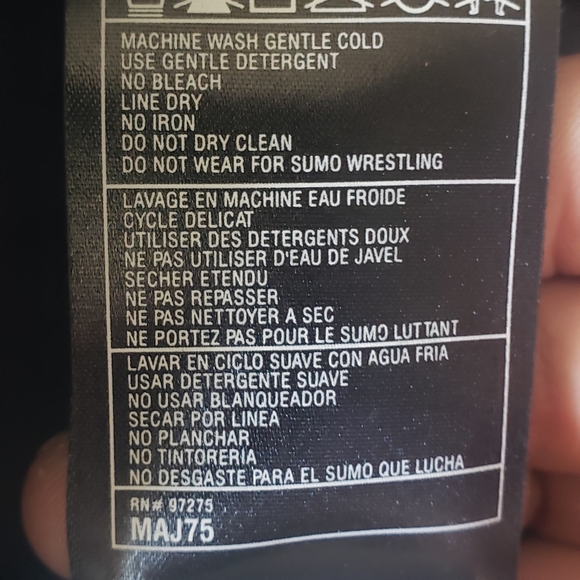 MACHINE WASH GENTLE COLD
USE GENTLE DETERGENT
NO BLEACH
LINE DRY
NO IRON
DO NOT DRY CLEAN
DO NOT WEAR FOR SUMO WRESTLING
LAVAGE EN MACHINE EAU FROIDE
CYCLE DELICAT
UTILISER DES DETERGENTS DOUX
NE PAS UTILISER D'EAU DE JAVEL
SECHER ETENDU
NE PAS REPASSER
NE PAS NETTOYER A SEC
NE PORTEZ PAS POUR LE SUMO LUTTANT
LAVAR EN CICLO SUAVE CON AGUA FRIA
USAR DETERGENTE SUAVE
NO USAR BLANQUEADOR
SECAR POR LINEA
NO PLANCHAR
NO TINTORERIA
NO DESGASTE PARA EL SUMO QUE LUCHA
RN# 97275
MAJ75